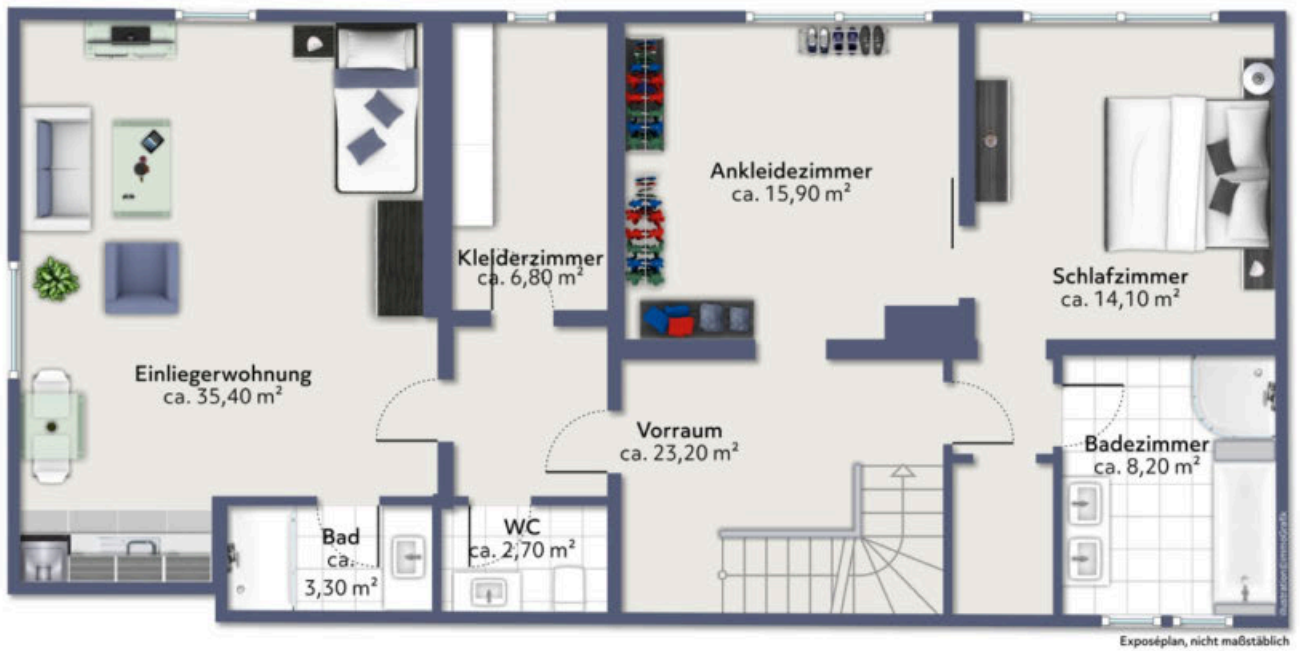 Ankleidezimmer
ca. 15,90 m²
Kleiderzimmer
ca. 6,80 m²
Schlafzimmer
ca. 14,10 m²
Einliegerwohnung
ca. 35,40 m²
Vorraum
ca. 23,20 m²
Badezimmer
ca. 8,20 m²
Bad
ca.
3,30 m²
WC
ca. 2,70 m²
Exposéplan, nicht maßstäblich